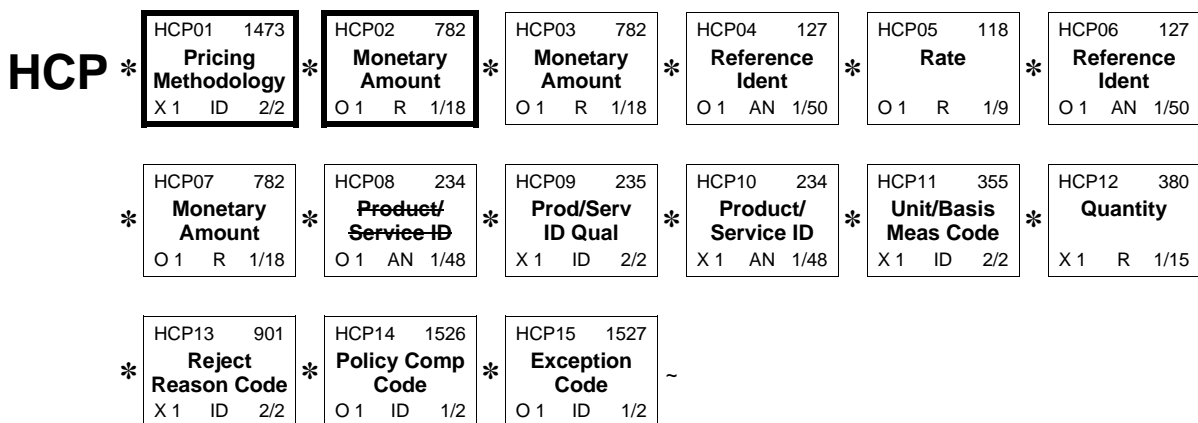 HCP01 1473 HCP02 782 HCP03 782 HCP04 127 HCP05 118 HCP06 127
HCP * Pricing * Monetary * Monetary * Reference * Rate * Reference
Methodology Amount Amount Ident Ident
X 1 ID 2/2 O 1 R 1/18 O 1 R 1/18 O 1 AN 1/50 O 1 R 1/9 O 1 AN 1/50
HCP07 782 HCP08 234 HCP09 235 HCP10 234 HCP11 355 HCP12 380
* Monetary * Product/ * Prod/Serv * Product/ * Unit/Basis * Quantity
Amount Service ID ID Qual Service ID Meas Code
O 1 R 1/18 O 1 AN 1/48 X 1 ID 2/2 X 1 AN 1/48 X 1 ID 2/2 X 1 R 1/15
HCP13 901 HCP14 1526 HCP15 1527
* Reject * Policy Comp * Exception ~
Reason Code Code Code
X 1 ID 2/2 O 1 ID 1/2 O 1 ID 1/2